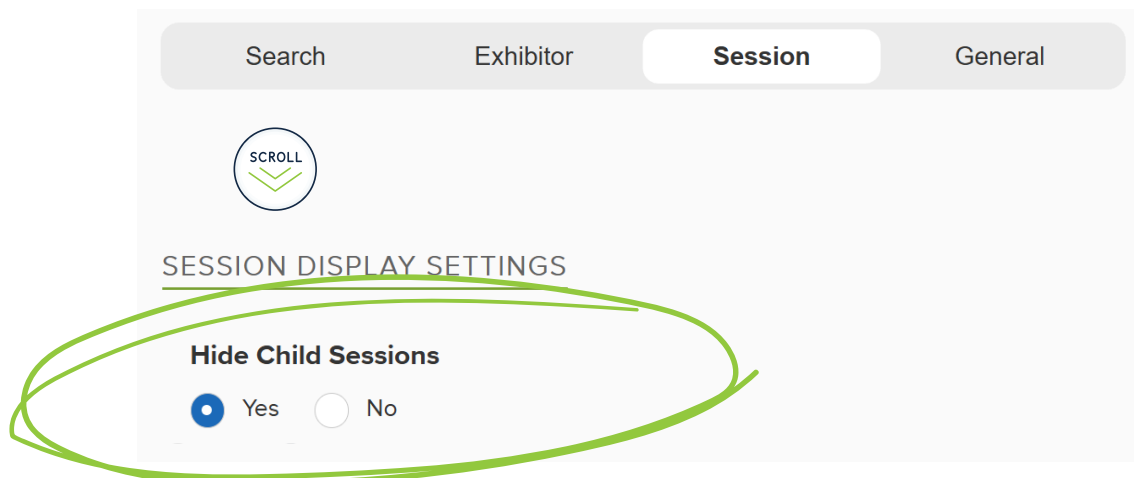 Search Exhibitor Session General
SCROLL
SESSION DISPLAY SETTINGS
Hide Child Sessions
Yes No